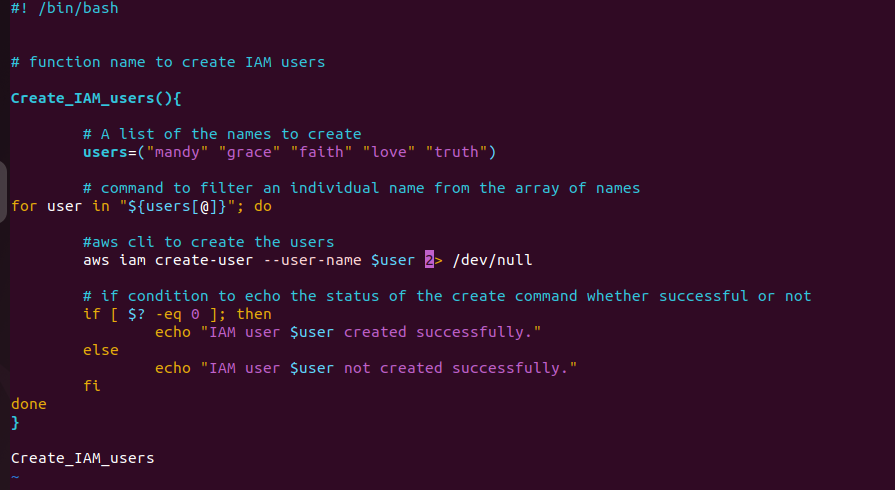 #! /bin/bash
# function name to create IAM users
Create_IAM_users(){
# A list of the names to create
users=("mandy" "grace" "faith" "love" "truth")
# command to filter an individual name from the array of names
for user in "${users[@]}"; do
#aws cli to create the users
aws iam create-user --user-name $user 2> /dev/null
# if condition to echo the status of the create command whether successful or not
if [ $? -eq 0 ]; then
echo "IAM user $user created successfully."
else
echo "IAM user $user not created successfully."
fi
done
}
Create_IAM_users
~